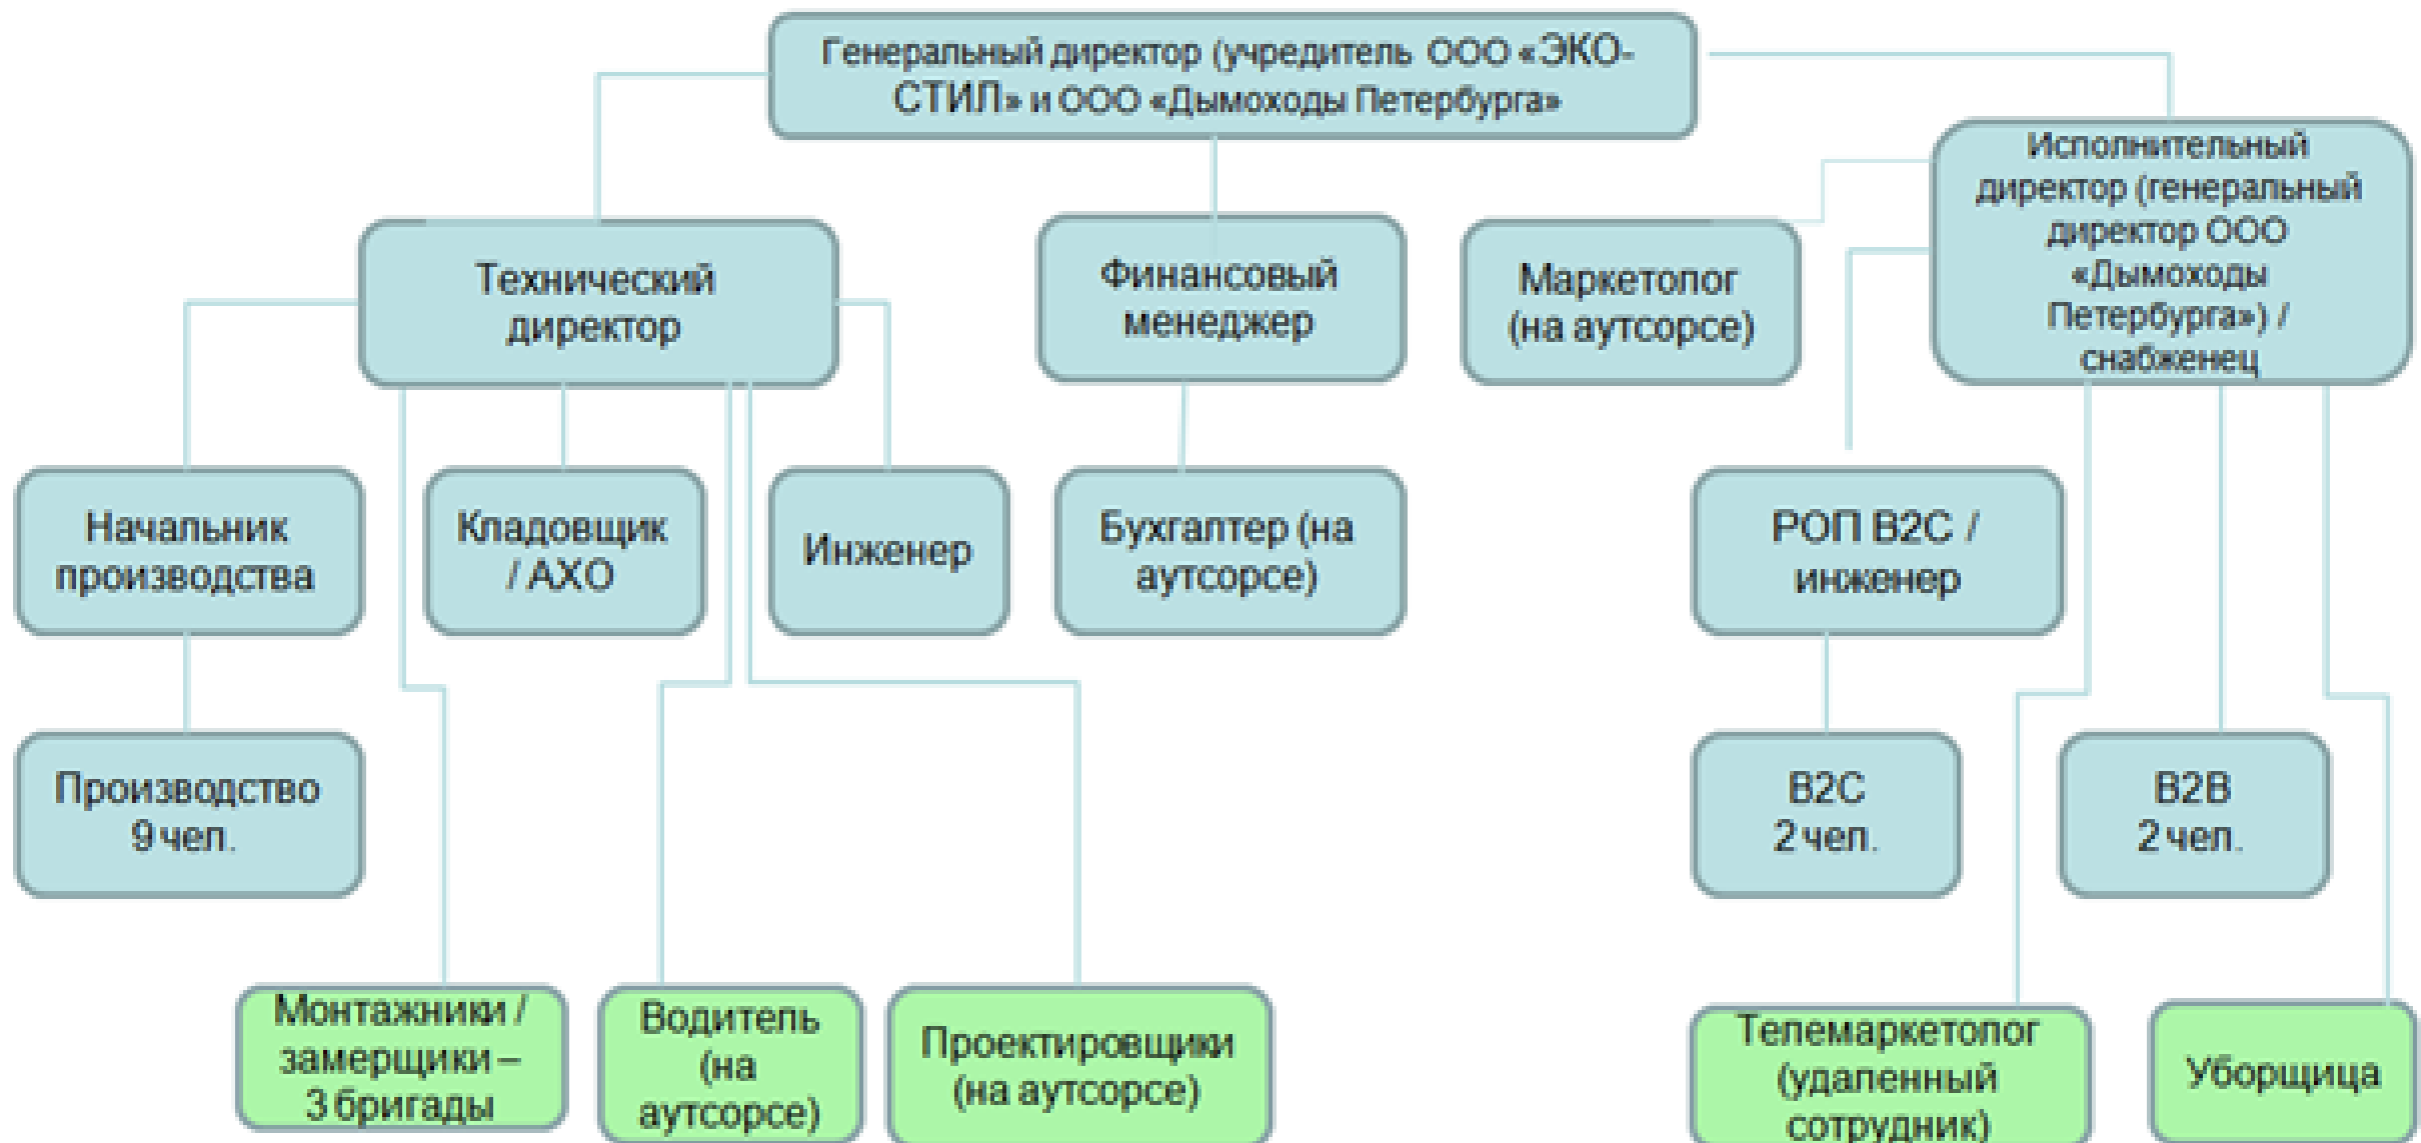 Генеральный директор (учредитель ООО «ЭКО-
СТИЛ» и ООО «Дымоходы Петербурга»
Исполнительный
директор (генеральный
директор ООО
«Дымоходы
Петербурга») /
снабженец
Технический
директор
Финансовый
менеджер
Маркетолог
(на аутсорсе)
Начальник
производства
Кладовщик
/ АХО
Инженер
Бухгалтер (на
аутсорсе)
РОП B2C /
инженер
Производство
9 чел.
B2C
2 чел.
B2B
2 чел.
Монтажники /
замерщики –
3 бригады
Водитель
(на
аутсорсе)
Проектировщики
(на аутсорсе)
Телемаркетолог
(удаленный
сотрудник)
Уборщица